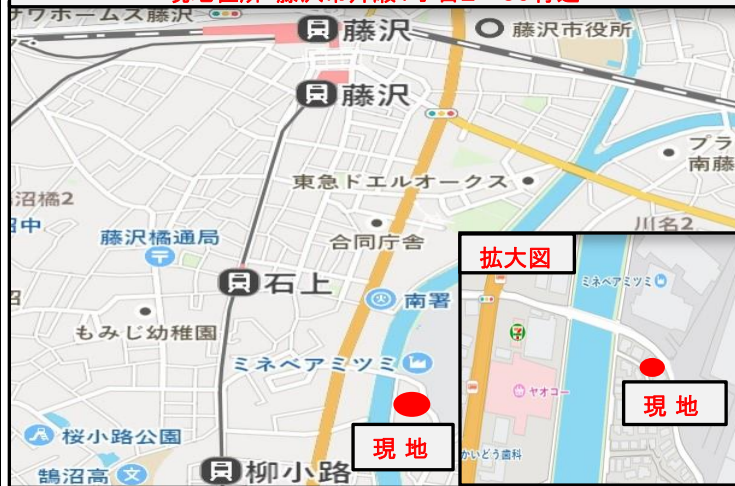 サワホームズ藤沢
藤沢
藤沢市役所
藤沢
プラ
南藤
東急ドエルオークス
沼橘2
沼中
川名2
藤沢橘通局
合同庁舎
拡大図
石上
南署
ミネベアミツミ
もみじ幼稚園
ミネベアミツミ
ヤオコー
現 地
現 地
桜小路公園
かいどう歯科
鵠沼高
柳小路